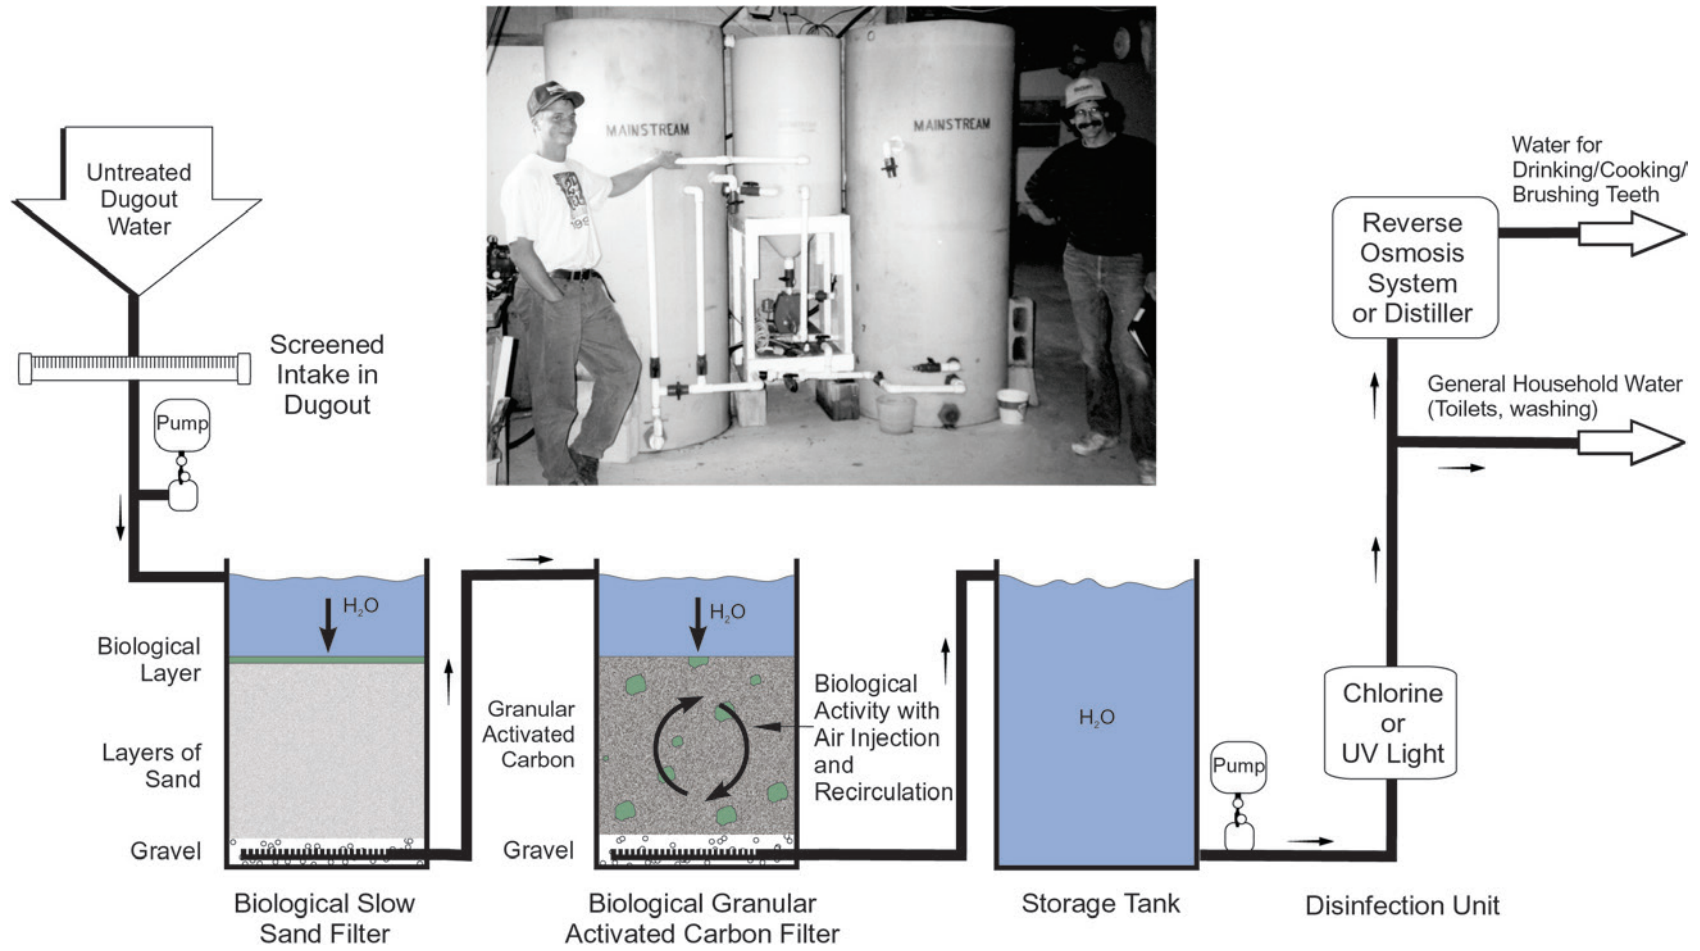 Untreated
Dugout
Water
Screened
Intake in
Dugout
Pump
MAINSTREAM
MAINSTREAM
Water for
Drinking/Cooking/
Brushing Teeth
Reverse
Osmosis
System
or Distiller
General Household Water
(Toilets, washing)
H₂O
Biological
Layer
Layers of
Sand
Gravel
Biological Slow
Sand Filter
H₂O
Granular
Activated
Carbon
Biological
Activity with
Air Injection
and
Recirculation
Gravel
Biological Granular
Activated Carbon Filter
H₂O
Storage Tank
Pump
Chlorine
or
UV Light
Disinfection Unit